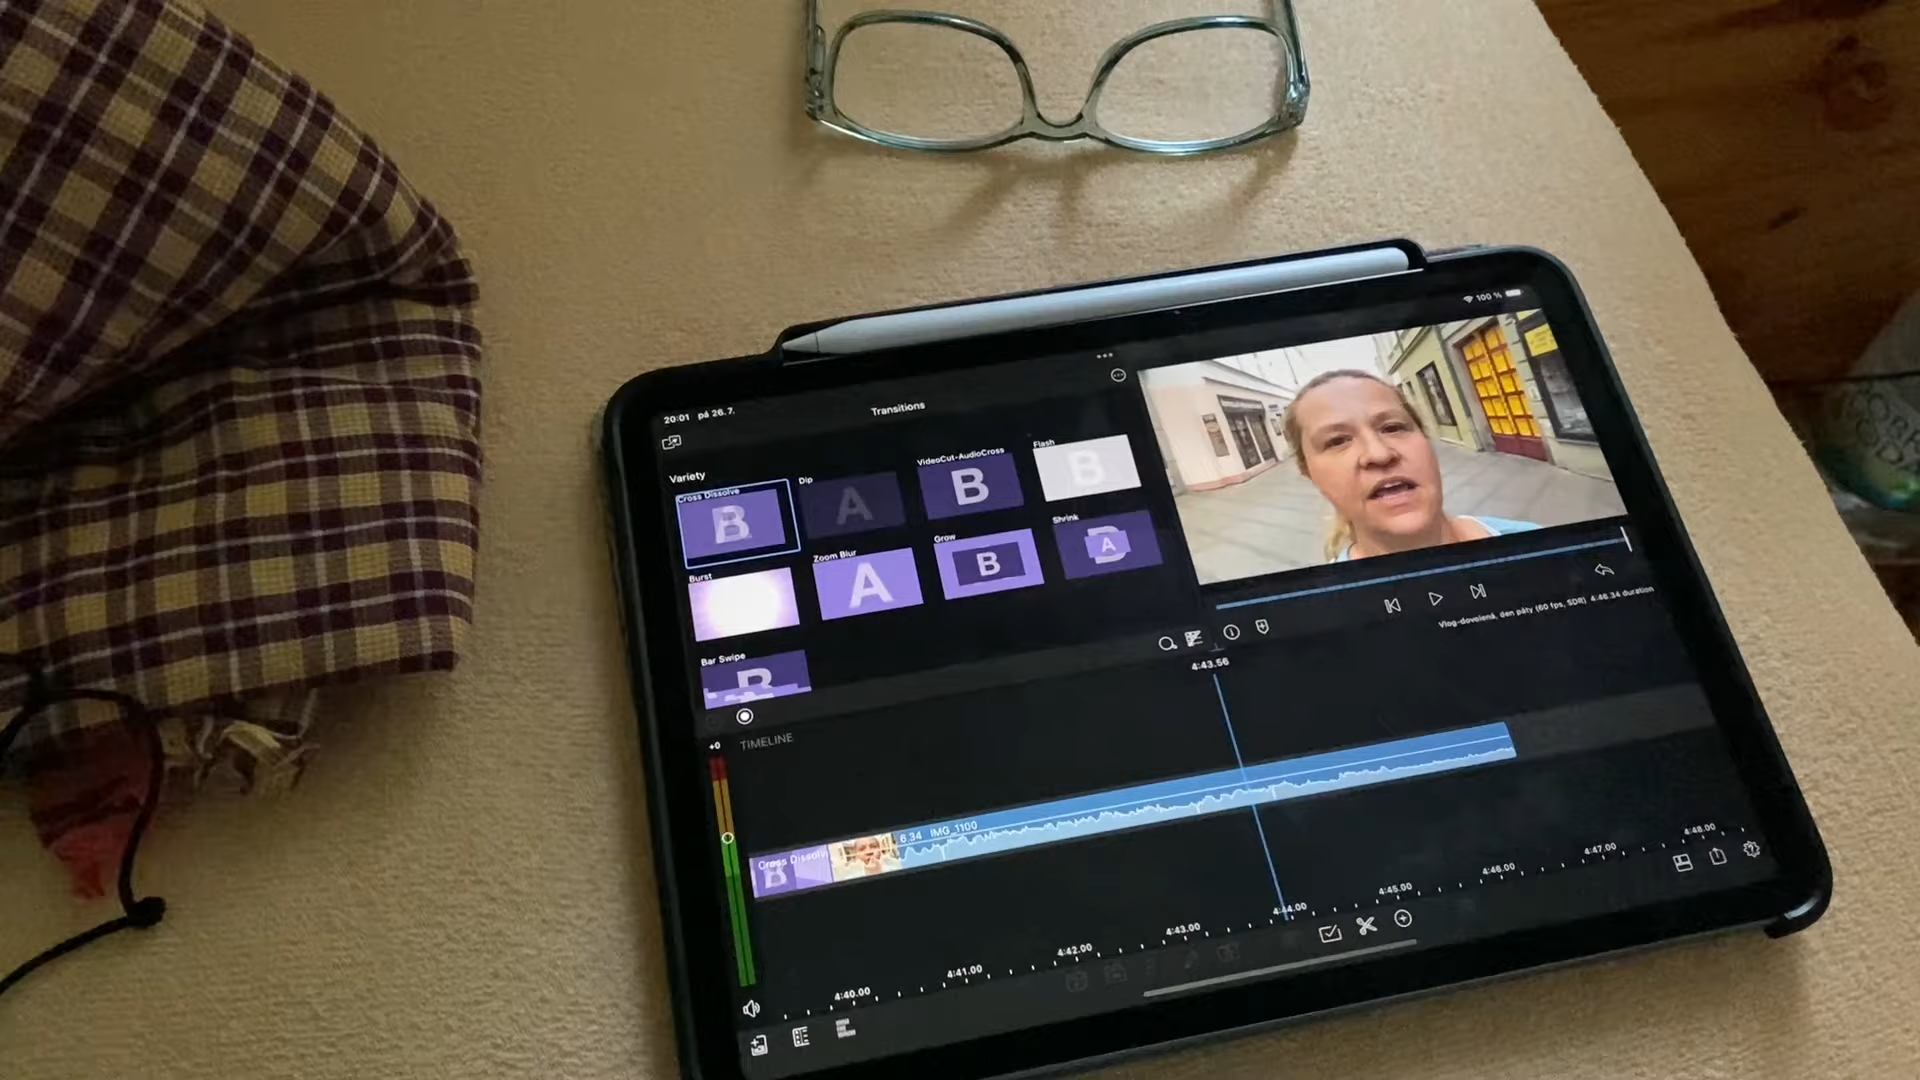 20:01 pá 26. 7.
100 %
Transitions
Variety
Cross Dissolve
B
Dip
A
VideoCut-AudioCross
B
Flash
B
Burst
Zoom Blur
A
Grow
B
Shrink
A
Bar Swipe
B
Vlog-dovolená, den pátý (60 fps, SDR) 4:46.34 duration
4:43.56
+0
TIMELINE
Cross Dissolv
B
6.34 IMG_1100
4:40.00
4:41.00
4:42.00
4:43.00
4:44.00
4:45.00
4:46.00
4:47.00
4:48.00